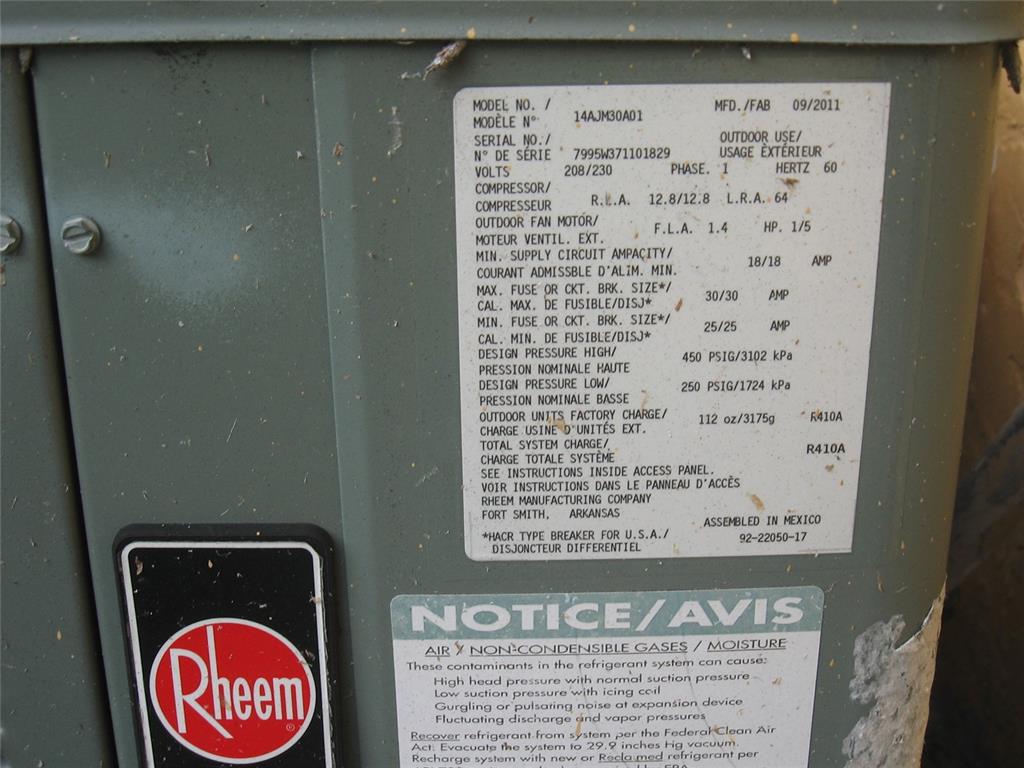 MODEL NO. / MFD./FAB 09/2011
MODÈLE N° 14AJM30A01
SERIAL NO./ OUTDOOR USE/
N° DE SÉRIE 7995W371101829 USAGE EXTÉRIEUR
VOLTS 208/230 PHASE. 1 HERTZ 60
COMPRESSOR/
COMPRESSEUR R.L.A. 12.8/12.8 L.R.A. 64
OUTDOOR FAN MOTOR/
MOTEUR VENTIL. EXT. F.L.A. 1.4 HP. 1/5
MIN. SUPPLY CIRCUIT AMPACITY/
COURANT ADMISSBLE D'ALIM. MIN. 18/18 AMP
MAX. FUSE OR CKT. BRK. SIZE*/
CAL. MAX. DE FUSIBLE/DISJ* 30/30 AMP
MIN. FUSE OR CKT. BRK. SIZE*/
CAL. MIN. DE FUSIBLE/DISJ* 25/25 AMP
DESIGN PRESSURE HIGH/ 450 PSIG/3102 kPa
PRESSION NOMINALE HAUTE
DESIGN PRESSURE LOW/ 250 PSIG/1724 kPa
PRESSION NOMINALE BASSE
OUTDOOR UNITS FACTORY CHARGE/ 112 oz/3175g R410A
CHARGE USINE D'UNITÉS EXT.
TOTAL SYSTEM CHARGE/ R410A
CHARGE TOTALE SYSTÈME
SEE INSTRUCTIONS INSIDE ACCESS PANEL.
VOIR INSTRUCTIONS DANS LE PANNEAU D'ACCÈS
RHEEM MANUFACTURING COMPANY
FORT SMITH, ARKANSAS ASSEMBLED IN MEXICO
*HACR TYPE BREAKER FOR U.S.A./ 92-22050-17
DISJONCTEUR DIFFERENTIEL
NOTICE/AVIS
AIR / NON-CONDENSIBLE GASES / MOISTURE
These contaminants in the refrigerant system can cause:
High head pressure with normal suction pressure
Low suction pressure with icing coil
Gurgling or pulsaring noise at expansion device
Fluctuating discharge and vapor pressures
Recover refrigerant from system per the Federal Clean Air
Act. Evacuate the system to 29.9 inches Hg vacuum.
Recharge system with new or Reclaimed refrigerant per
Rheem®